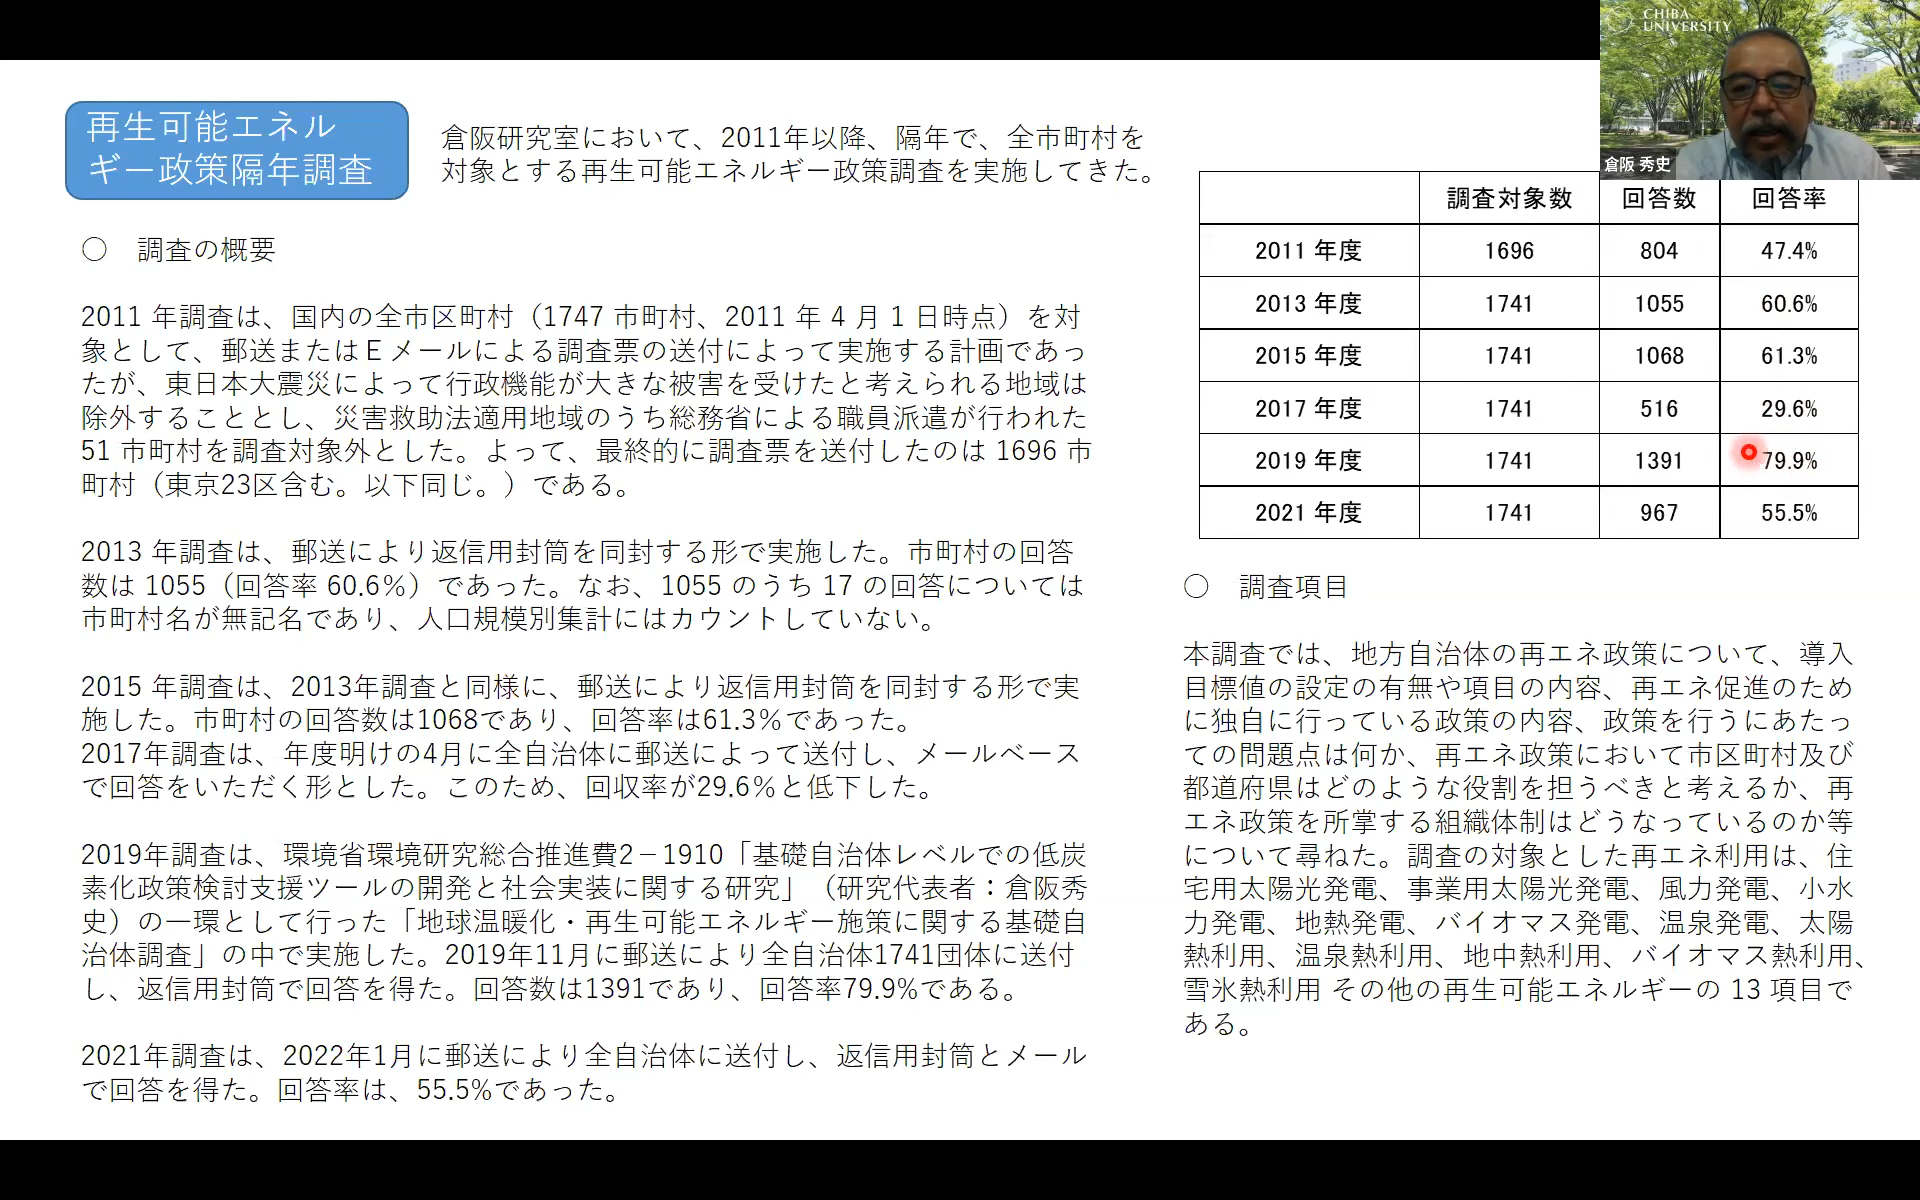 CHIBA
UNIVERSITY
倉阪 秀史
再生可能エネル
ギー政策隔年調査
倉阪研究室において、2011年以降、隔年で、全市町村を
対象とする再生可能エネルギー政策調査を実施してきた。
○ 調査の概要
2011 年調査は、国内の全市区町村（1747 市町村、2011 年 4 月 1 日時点）を対
象として、郵送またはＥメールによる調査票の送付によって実施する計画であっ
たが、東日本大震災によって行政機能が大きな被害を受けたと考えられる地域は
除外することとし、災害救助法適用地域のうち総務省による職員派遣が行われた
51 市町村を調査対象外とした。よって、最終的に調査票を送付したのは 1696 市
町村（東京23区含む。以下同じ。）である。
2013 年調査は、郵送により返信用封筒を同封する形で実施した。市町村の回答
数は 1055（回答率 60.6％）であった。なお、1055 のうち 17 の回答については
市町村名が無記名であり、人口規模別集計にはカウントしていない。
2015 年調査は、2013年調査と同様に、郵送により返信用封筒を同封する形で実
施した。市町村の回答数は1068であり、回答率は61.3％であった。
2017年調査は、年度明けの4月に全自治体に郵送によって送付し、メールベース
で回答をいただく形とした。このため、回収率が29.6％と低下した。
2019年調査は、環境省環境研究総合推進費2－1910「基礎自治体レベルでの低炭
素化政策検討支援ツールの開発と社会実装に関する研究」（研究代表者：倉阪秀
史）の一環として行った「地球温暖化・再生可能エネルギー施策に関する基礎自
治体調査」の中で実施した。2019年11月に郵送により全自治体1741団体に送付
し、返信用封筒で回答を得た。回答数は1391であり、回答率79.9%である。
2021年調査は、2022年1月に郵送により全自治体に送付し、返信用封筒とメール
で回答を得た。回答率は、55.5%であった。
調査対象数 回答数 回答率
2011 年度 1696 804 47.4%
2013 年度 1741 1055 60.6%
2015 年度 1741 1068 61.3%
2017 年度 1741 516 29.6%
2019 年度 1741 1391 79.9%
2021 年度 1741 967 55.5%
○ 調査項目
本調査では、地方自治体の再エネ政策について、導入
目標値の設定の有無や項目の内容、再エネ促進のため
に独自に行っている政策の内容、政策を行うにあたっ
ての問題点は何か、再エネ政策において市区町村及び
都道府県はどのような役割を担うべきと考えるか、再
エネ政策を所掌する組織体制はどうなっているのか等
について尋ねた。調査の対象とした再エネ利用は、住
宅用太陽光発電、事業用太陽光発電、風力発電、小水
力発電、地熱発電、バイオマス発電、温泉発電、太陽
熱利用、温泉熱利用、地中熱利用、バイオマス熱利用、
雪氷熱利用 その他の再生可能エネルギーの 13 項目で
ある。